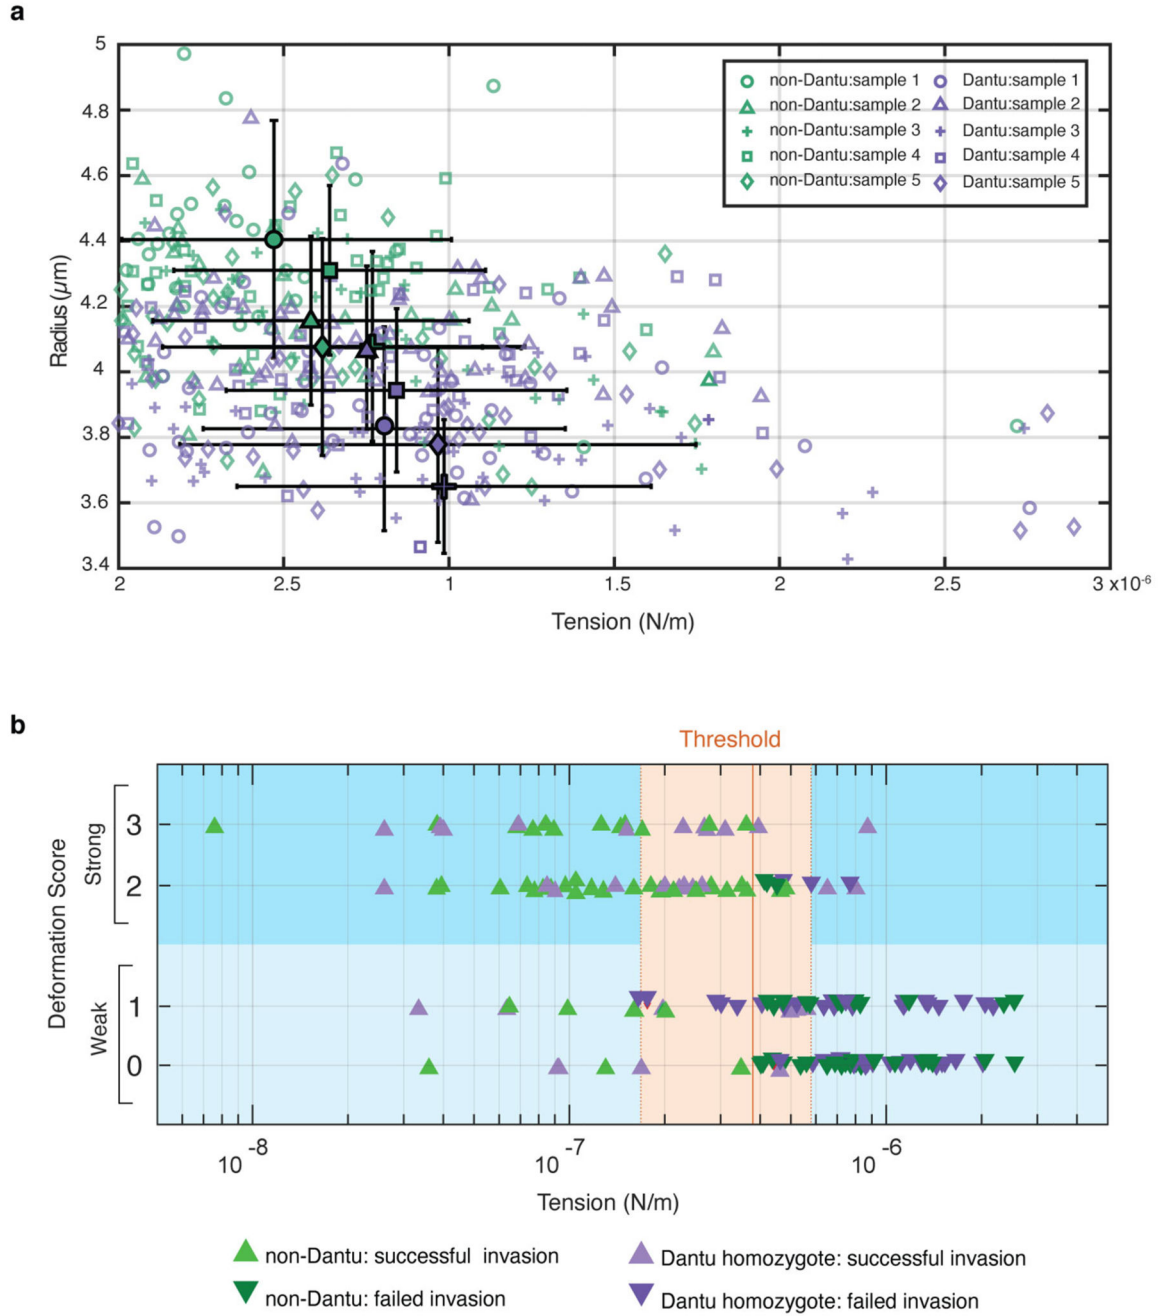 a
5
4.8
4.6
4.4
4.2
4
3.8
3.6
3.4
Radius (µm)
non-Dantu:sample 1 Dantu:sample 1
non-Dantu:sample 2 Dantu:sample 2
non-Dantu:sample 3 Dantu:sample 3
non-Dantu:sample 4 Dantu:sample 4
non-Dantu:sample 5 Dantu:sample 5
2 2.5 1 1.5 2 2.5 3 x10⁻⁶
Tension (N/m)
b
Threshold
Deformation Score
Strong
3
2
Weak
1
0
10⁻⁸ 10⁻⁷ 10⁻⁶
Tension (N/m)
non-Dantu: successful invasion Dantu homozygote: successful invasion
non-Dantu: failed invasion Dantu homozygote: failed invasion